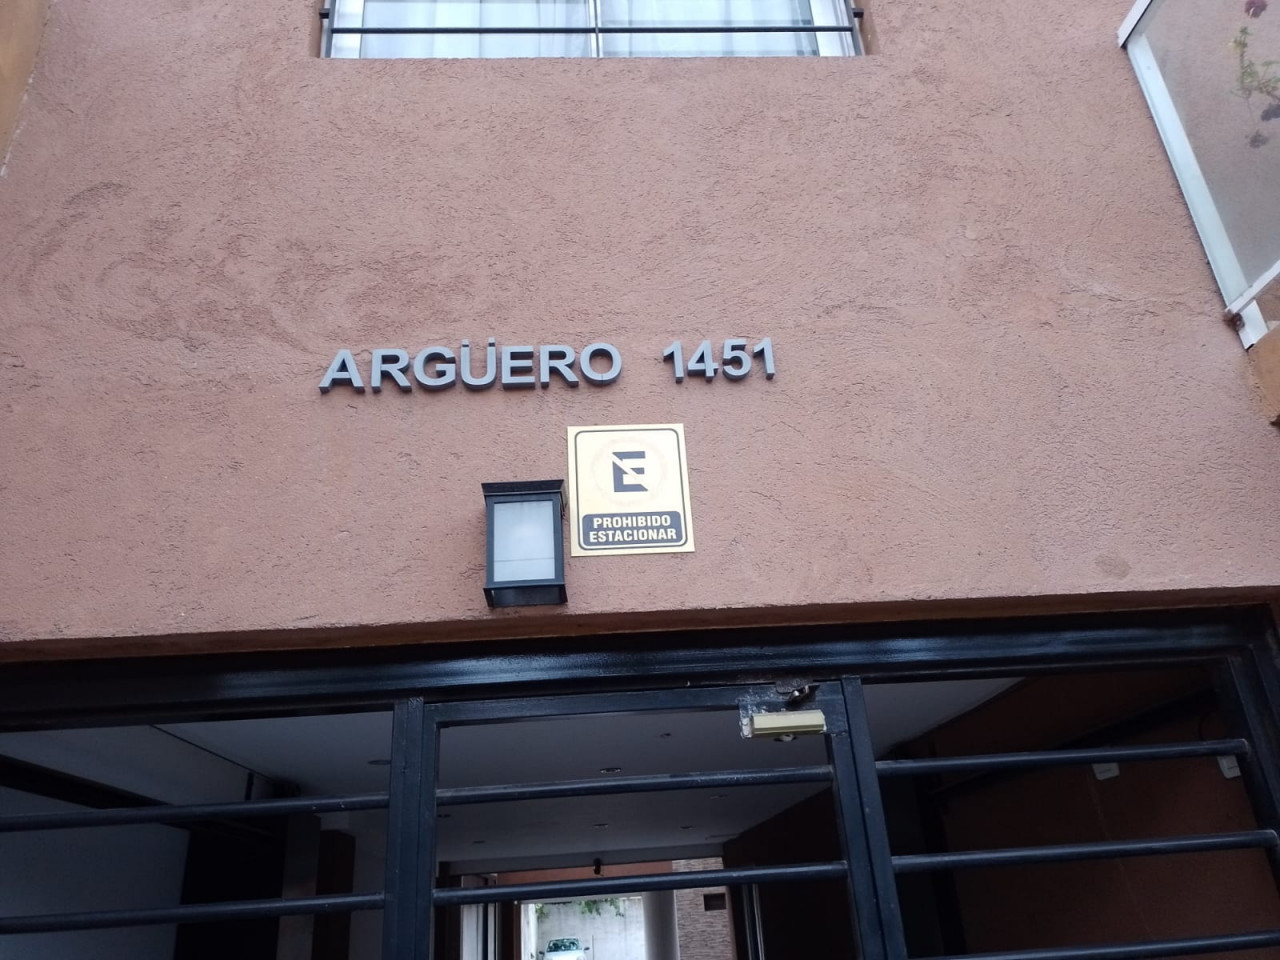 ARGÜERO 1451
E
PROHIBIDO
ESTACIONAR